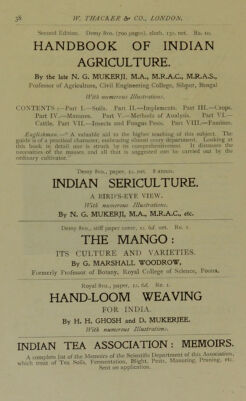 38 W. THACKER & CO., LONDON.
Second Edition. Demy 8vo. (700 pages), cloth. 13s. net. Rs. 10.
HANDBOOK OF INDIAN
AGRICULTURE.
By the late N. G. MUKERJI, M.A., M.R.A.C., M.R.A.S.,
Professor of Agriculture, Civil Engineering College, Sibpur, Bengal
With numerous Illustrations.
CONTENTS :—Part I.—Soils. Part II.—Implements. Part III.—Crops.
Part IV.—Manures. Part V.—Methods of Analysis. Part VI.—
Cattle. Part VII.—Insects and Fungus Pests. Part VIII.—Famines.
Englishman.—"A valuable aid to the higher teaching of this subject. The
guide is of a practical character, embracing almost every department. Looking at
this book in detail one is struck by its comprehensiveness. It discusses the
necessities of the masses and all that is suggested can be carried out by the
ordinary cultivator."
Demy 8vo., paper, 1s. net. 8 annas.
INDIAN SERICULTURE.
A BIRD'S-EYE VIEW.
With numerous Illustrations.
By N. G. MUKERJI, M.A., M.R.A.C., etc.
Demy 8vo., stiff paper cover, 1s. 6d. net. Re. 1.
THE MANGO:
ITS CULTURE AND VARIETIES.
By G. MARSHALL WOODROW,
Formerly Professor of Botany, Royal College of Science, Poona.
Royal 8vo., paper, 1s. 6d. Re. 1.
HAND-LOOM WEAVING
FOR INDIA.
By H. H. GHOSH and D. MUKERJEE.
With numerous Illustrations.
INDIAN TEA ASSOCIATION: MEMOIRS.
A complete list of the Memoirs of the Scientific Department of this Association,
which treat of Tea Soils, Fermentation, Blight, Pests, Manuring, Pruning, etc.
Sent on application.